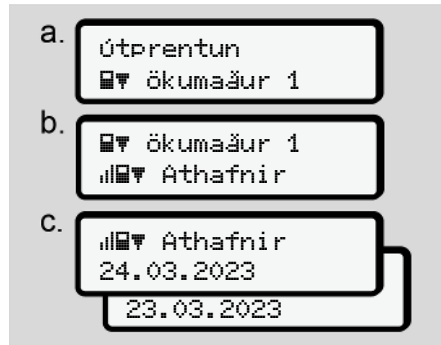 a.
útprentun
ökumaður 1
b.
ökumaður 1
Athafnir
c.
Athafnir
24.03.2023
23.03.2023